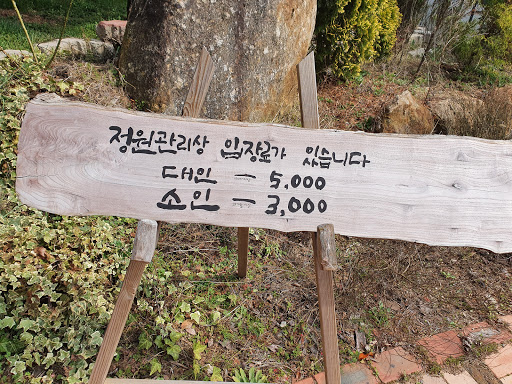 정원관리상 입장료가 있습니다
대인 - 5,000
소인 - 3,000